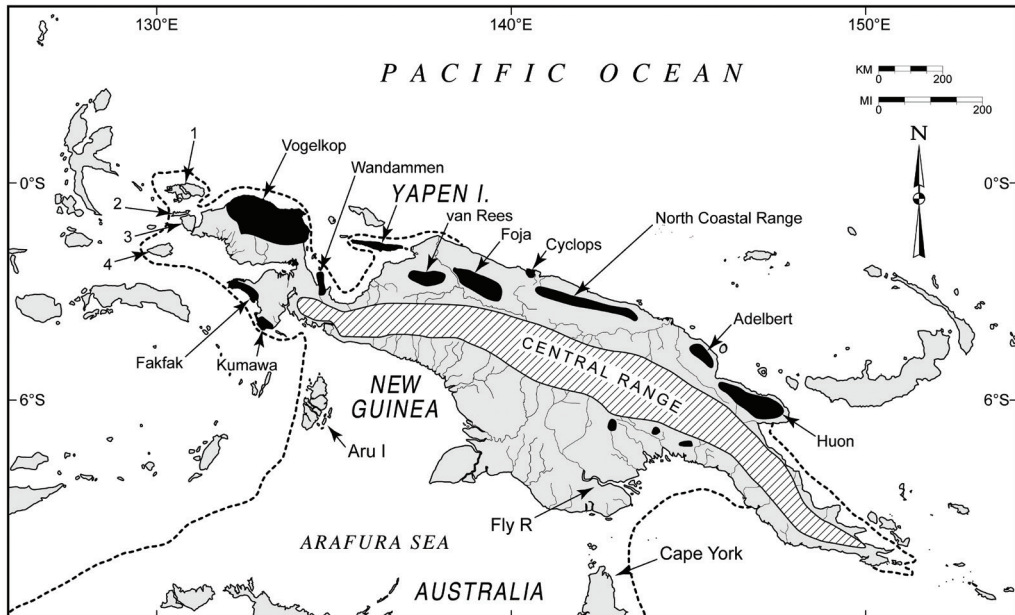 130°E
140°E
150°E
PACIFIC OCEAN
KM
0
200
MI
0
200
N
1
Vogelkop
Wandammen
0°S
YAPEN I.
0°S
2
van Rees
3
Foja
North Coastal Range
Cyclops
4
Adelbert
CENTRAL RANGE
Fakfak
Kumawa
NEW
GUINEA
6°S
6°S
Huon
Aru I
Fly R
ARAFURA SEA
Cape York
AUSTRALIA